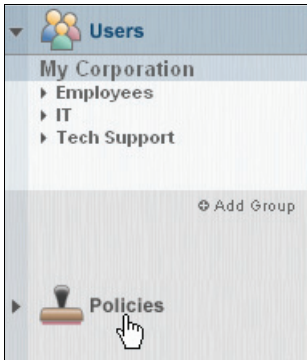 Users
My Corporation
Employees
IT
Tech Support
Add Group
Policies